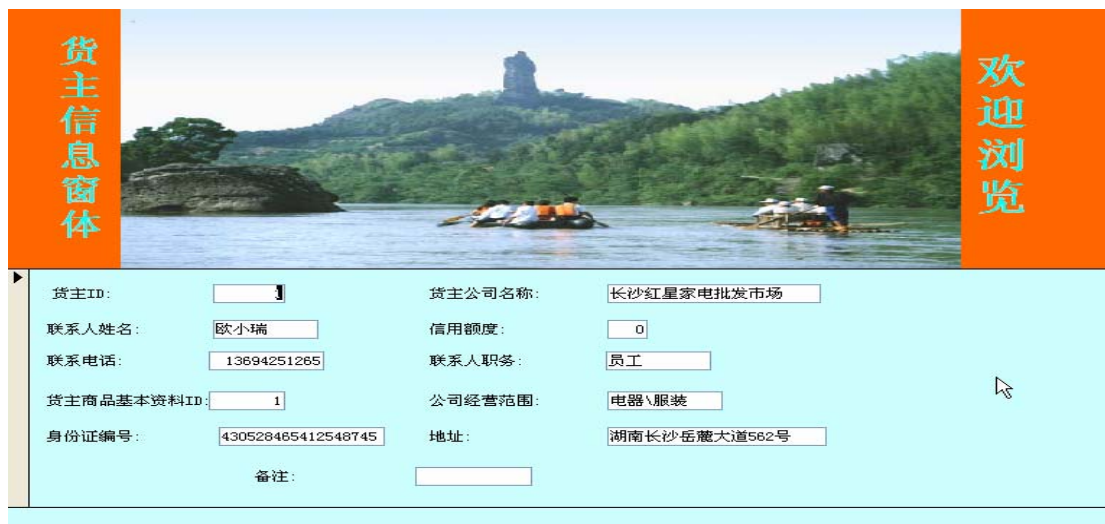 货主信息窗体
欢迎浏览
货主ID:
货主公司名称: 长沙红星家电批发市场
联系人姓名: 欧小瑞 信用额度: 0
联系电话: 13694251265 联系人职务: 员工
货主商品基本资料ID: 1 公司经营范围: 电器\服装
身份证编号: 430528465412548745 地址: 湖南长沙岳麓大道562号
备注: